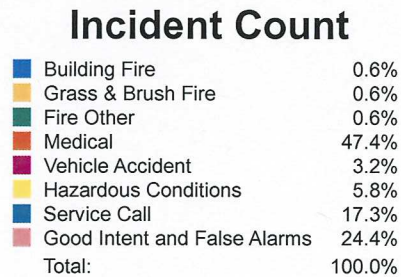 Incident Count
Building Fire 0.6%
Grass & Brush Fire 0.6%
Fire Other 0.6%
Medical 47.4%
Vehicle Accident 3.2%
Hazardous Conditions 5.8%
Service Call 17.3%
Good Intent and False Alarms 24.4%
Total: 100.0%